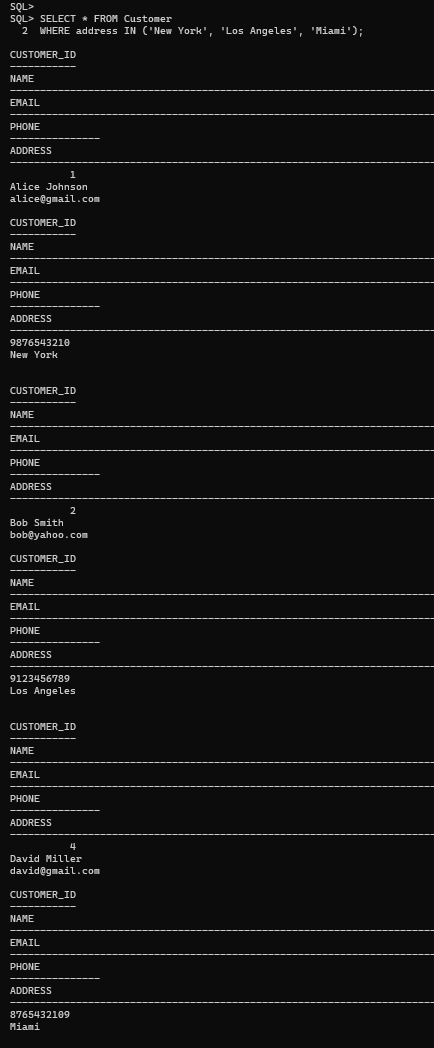 SQL>
SQL> SELECT * FROM Customer
  2  WHERE address IN ('New York', 'Los Angeles', 'Miami');
CUSTOMER_ID
-----------
NAME
--------------------------------------------------------------------------------
EMAIL
--------------------------------------------------------------------------------
PHONE
---------------
ADDRESS
--------------------------------------------------------------------------------
          1
Alice Johnson
alice@gmail.com
CUSTOMER_ID
-----------
NAME
--------------------------------------------------------------------------------
EMAIL
--------------------------------------------------------------------------------
PHONE
---------------
ADDRESS
--------------------------------------------------------------------------------
9876543210
New York
CUSTOMER_ID
-----------
NAME
--------------------------------------------------------------------------------
EMAIL
--------------------------------------------------------------------------------
PHONE
---------------
ADDRESS
--------------------------------------------------------------------------------
          2
Bob Smith
bob@yahoo.com
CUSTOMER_ID
-----------
NAME
--------------------------------------------------------------------------------
EMAIL
--------------------------------------------------------------------------------
PHONE
---------------
ADDRESS
--------------------------------------------------------------------------------
9123456789
Los Angeles
CUSTOMER_ID
-----------
NAME
--------------------------------------------------------------------------------
EMAIL
--------------------------------------------------------------------------------
PHONE
---------------
ADDRESS
--------------------------------------------------------------------------------
          4
David Miller
david@gmail.com
CUSTOMER_ID
-----------
NAME
--------------------------------------------------------------------------------
EMAIL
--------------------------------------------------------------------------------
PHONE
---------------
ADDRESS
--------------------------------------------------------------------------------
8765432109
Miami